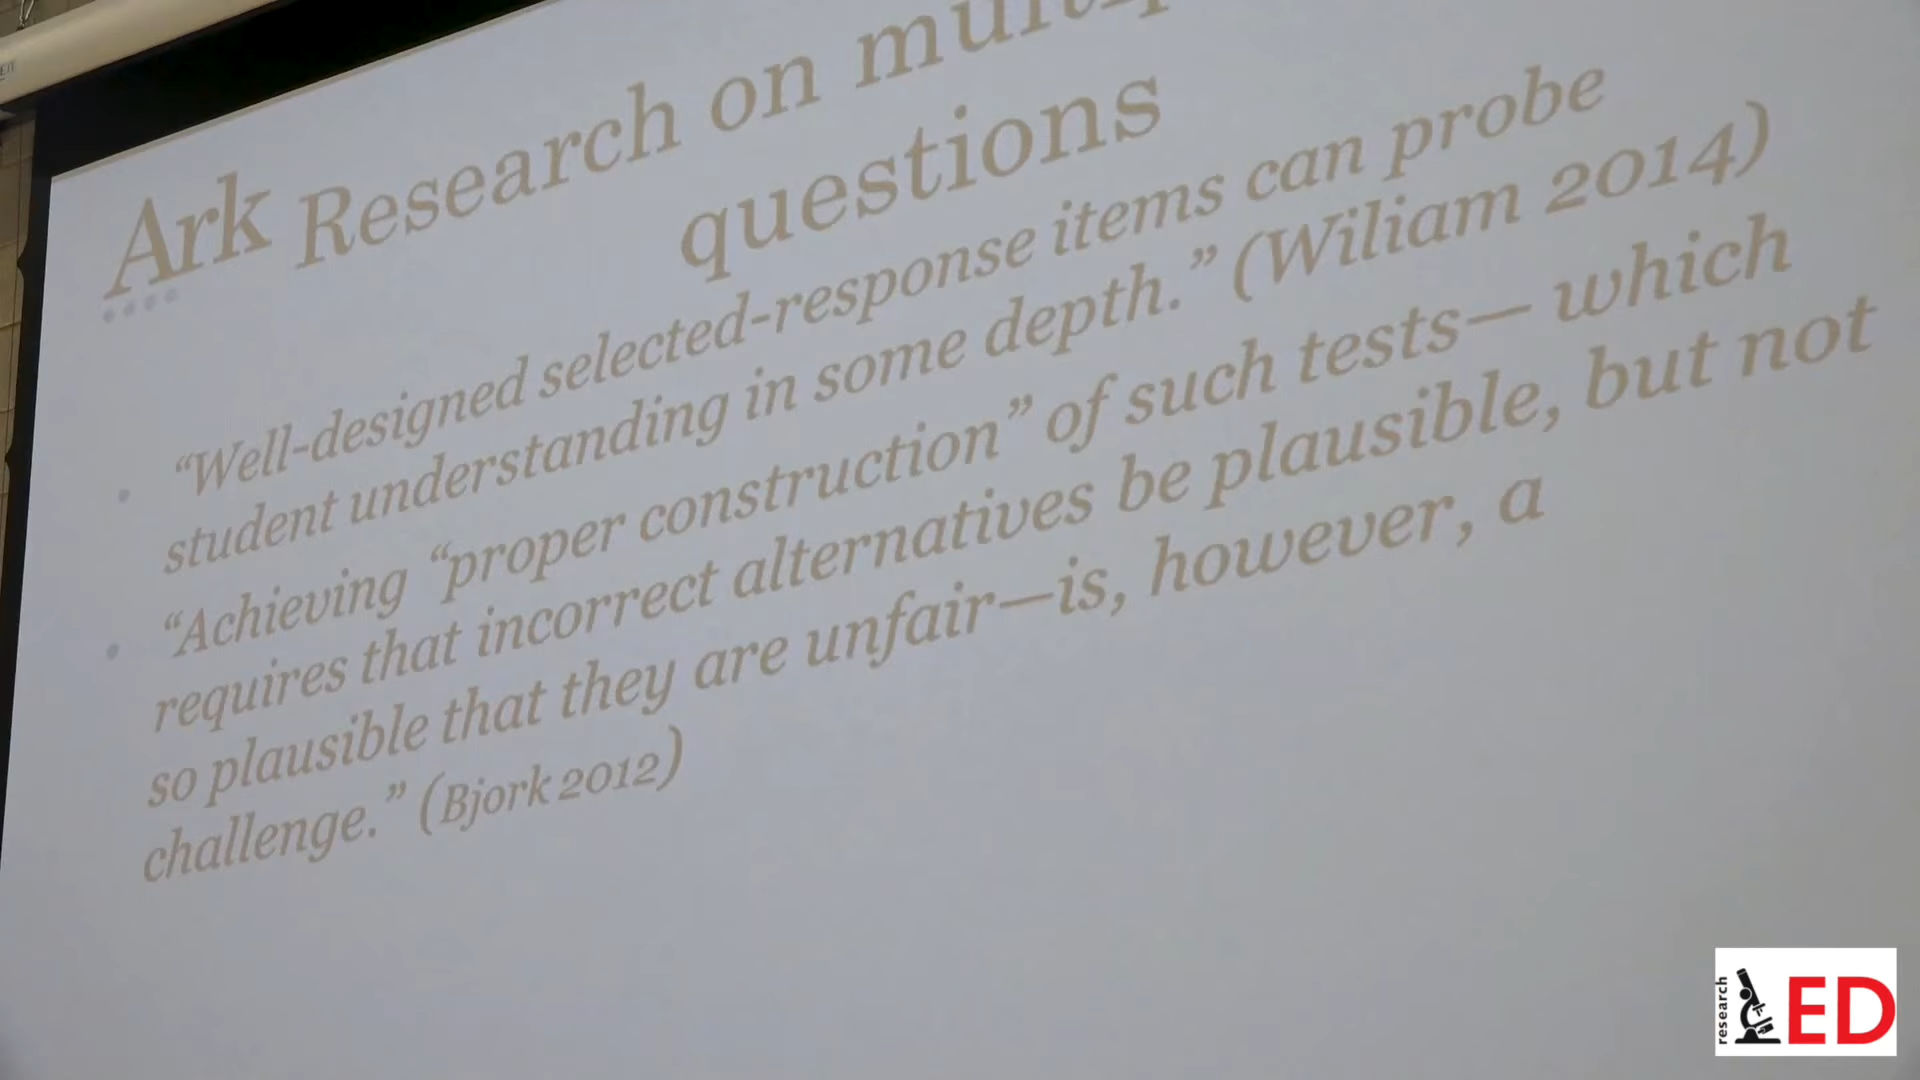 Ark
Research on
questions
“Well-designed selected-response items can probe
student understanding in some depth.” (Wiliam 2014)
“Achieving “proper construction” of such tests— which
requires that incorrect alternatives be plausible, but not
so plausible that they are unfair—is, however, a
challenge.” (Bjork 2012)
research
ED